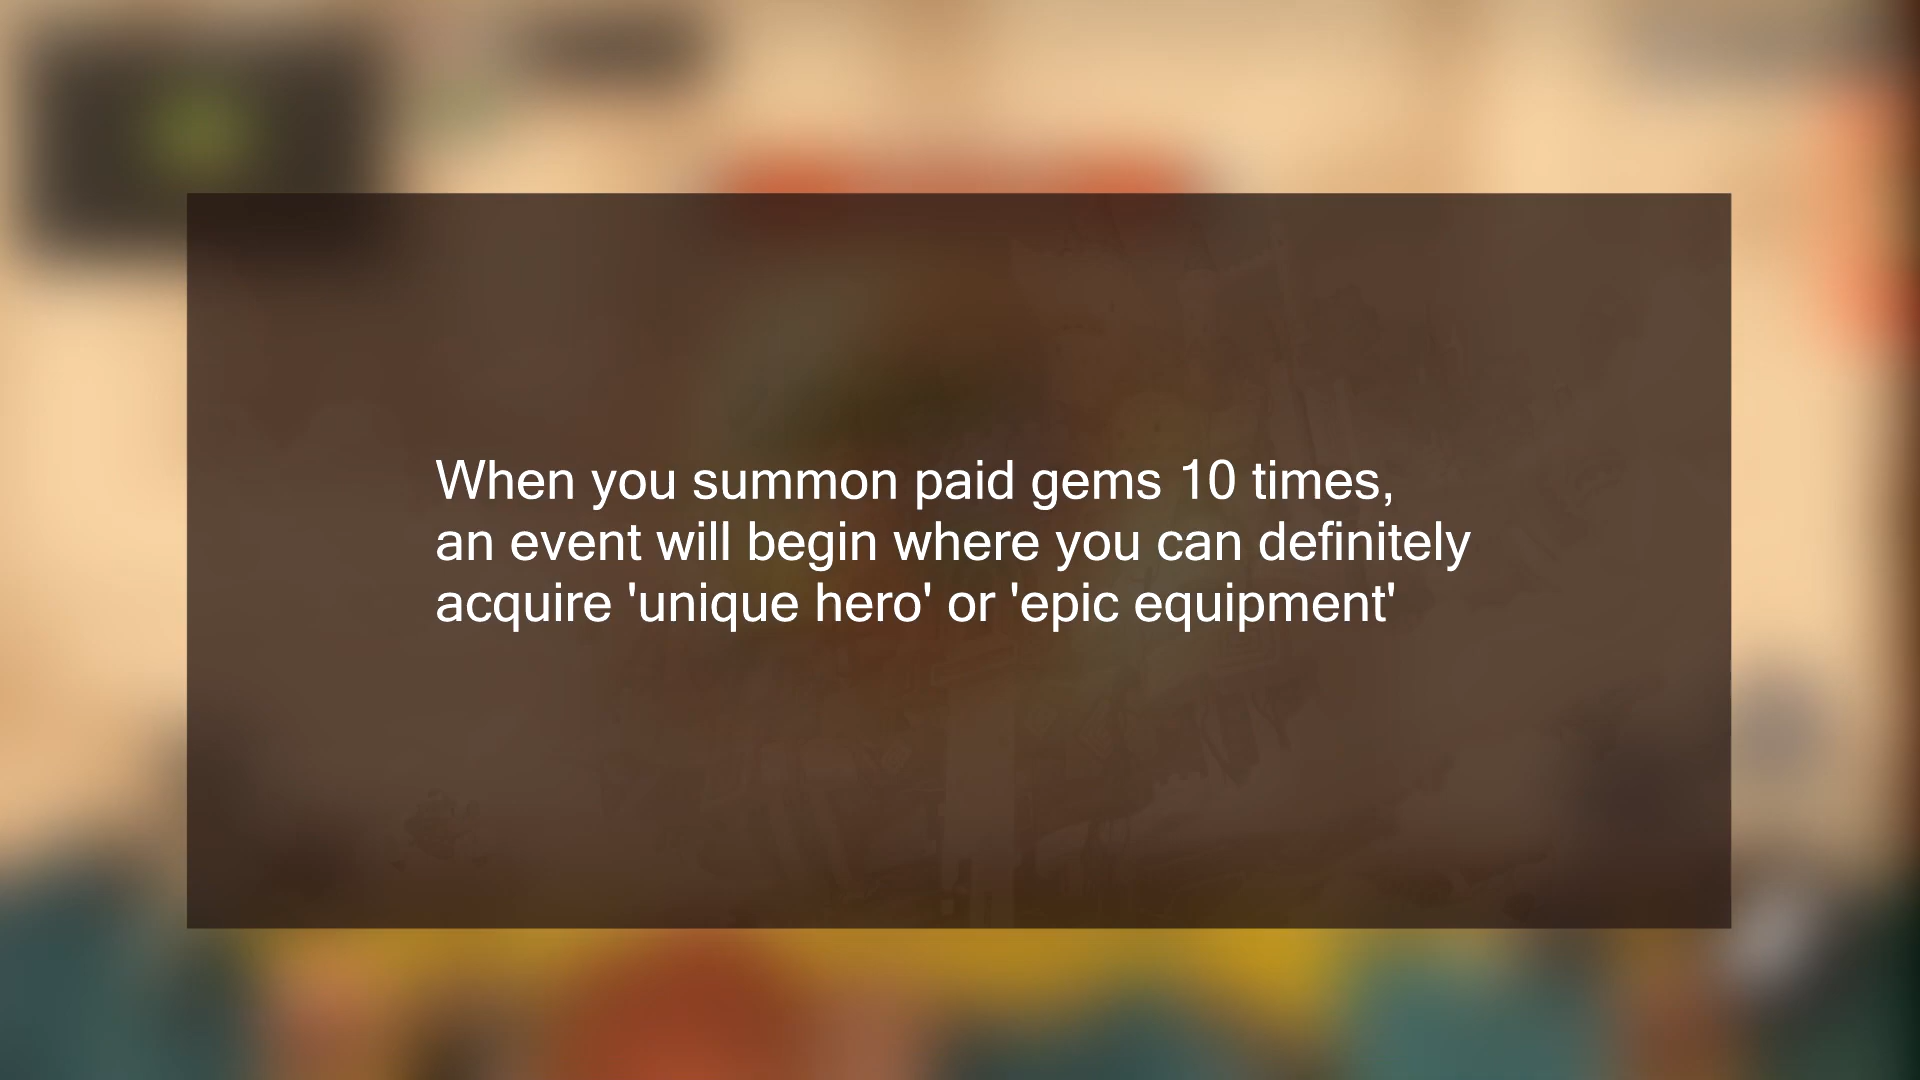 When you summon paid gems 10 times,
an event will begin where you can definitely
acquire 'unique hero' or 'epic equipment'